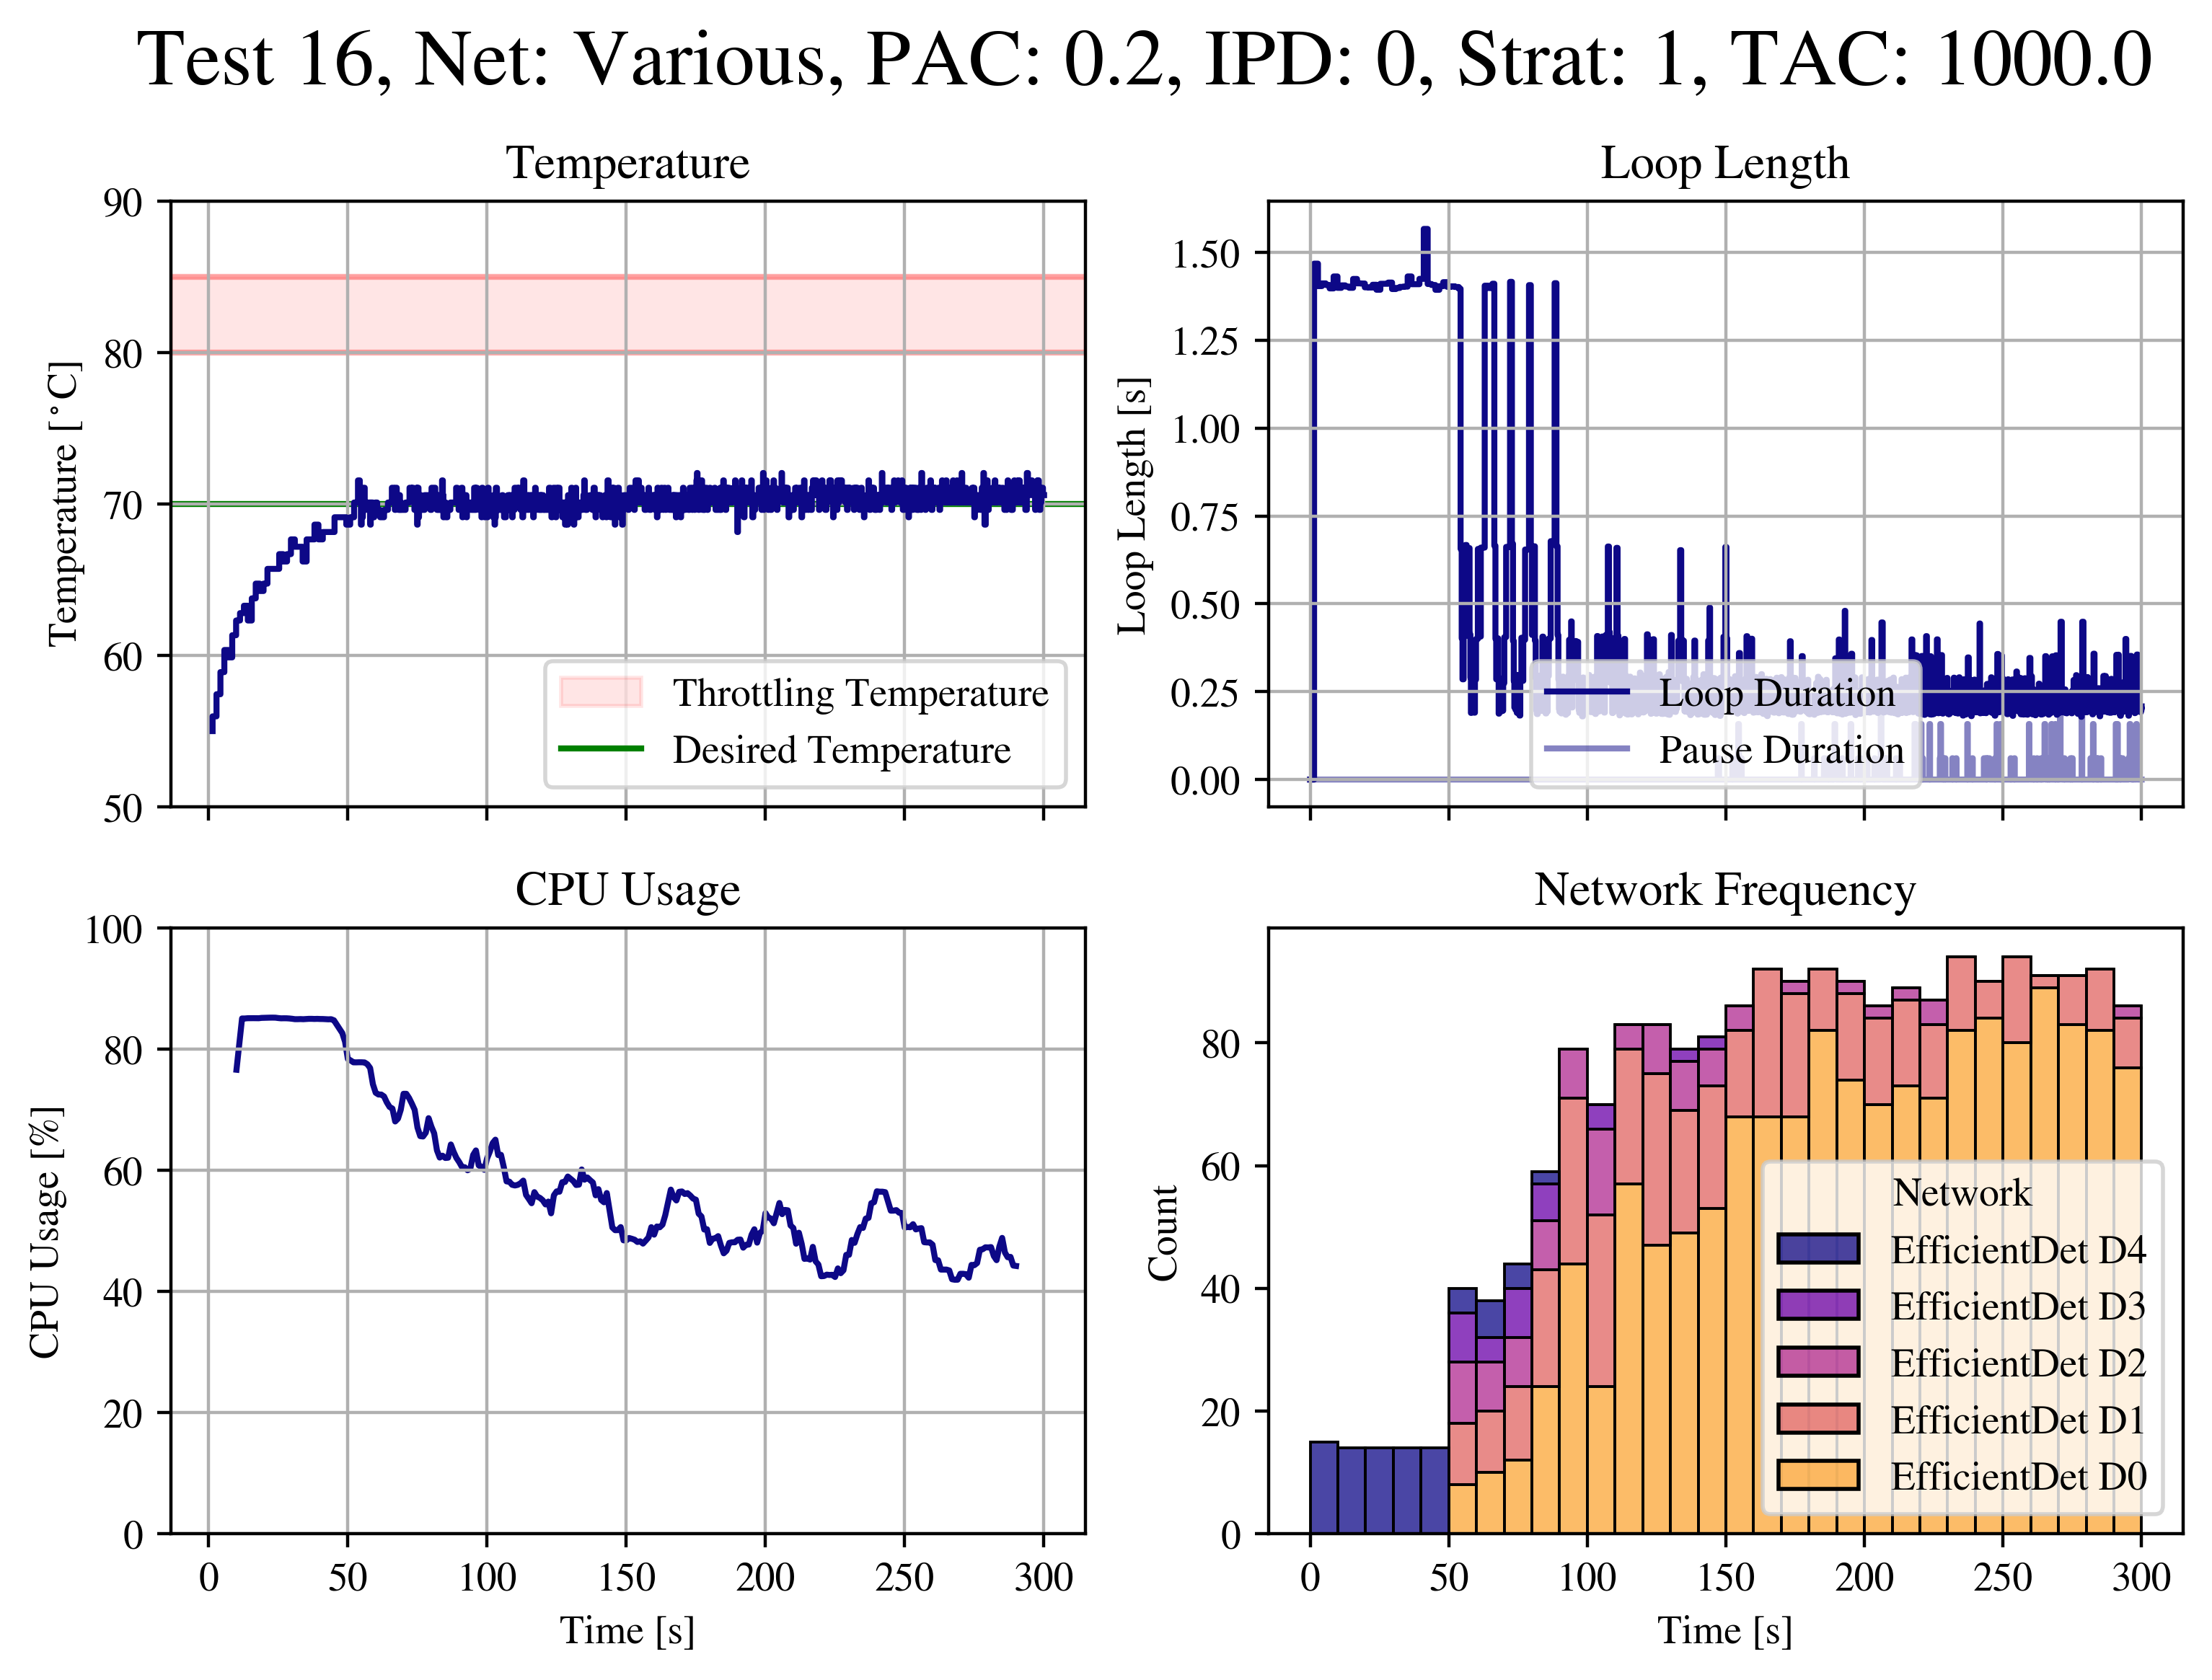 Test 16, Net: Various, PAC: 0.2, IPD: 0, Strat: 1, TAC: 1000.0
Temperature
90
80
70
60
50
Temperature [°C]
Throttling Temperature
Desired Temperature
Loop Length
1.50
1.25
1.00
0.75
0.50
0.25
0.00
Loop Length [s]
Loop Duration
Pause Duration
CPU Usage
100
80
60
40
20
0
CPU Usage [%]
0 50 100 150 200 250 300
Time [s]
Network Frequency
80
60
40
20
0
Count
Network
EfficientDet D4
EfficientDet D3
EfficientDet D2
EfficientDet D1
EfficientDet D0
0 50 100 150 200 250 300
Time [s]